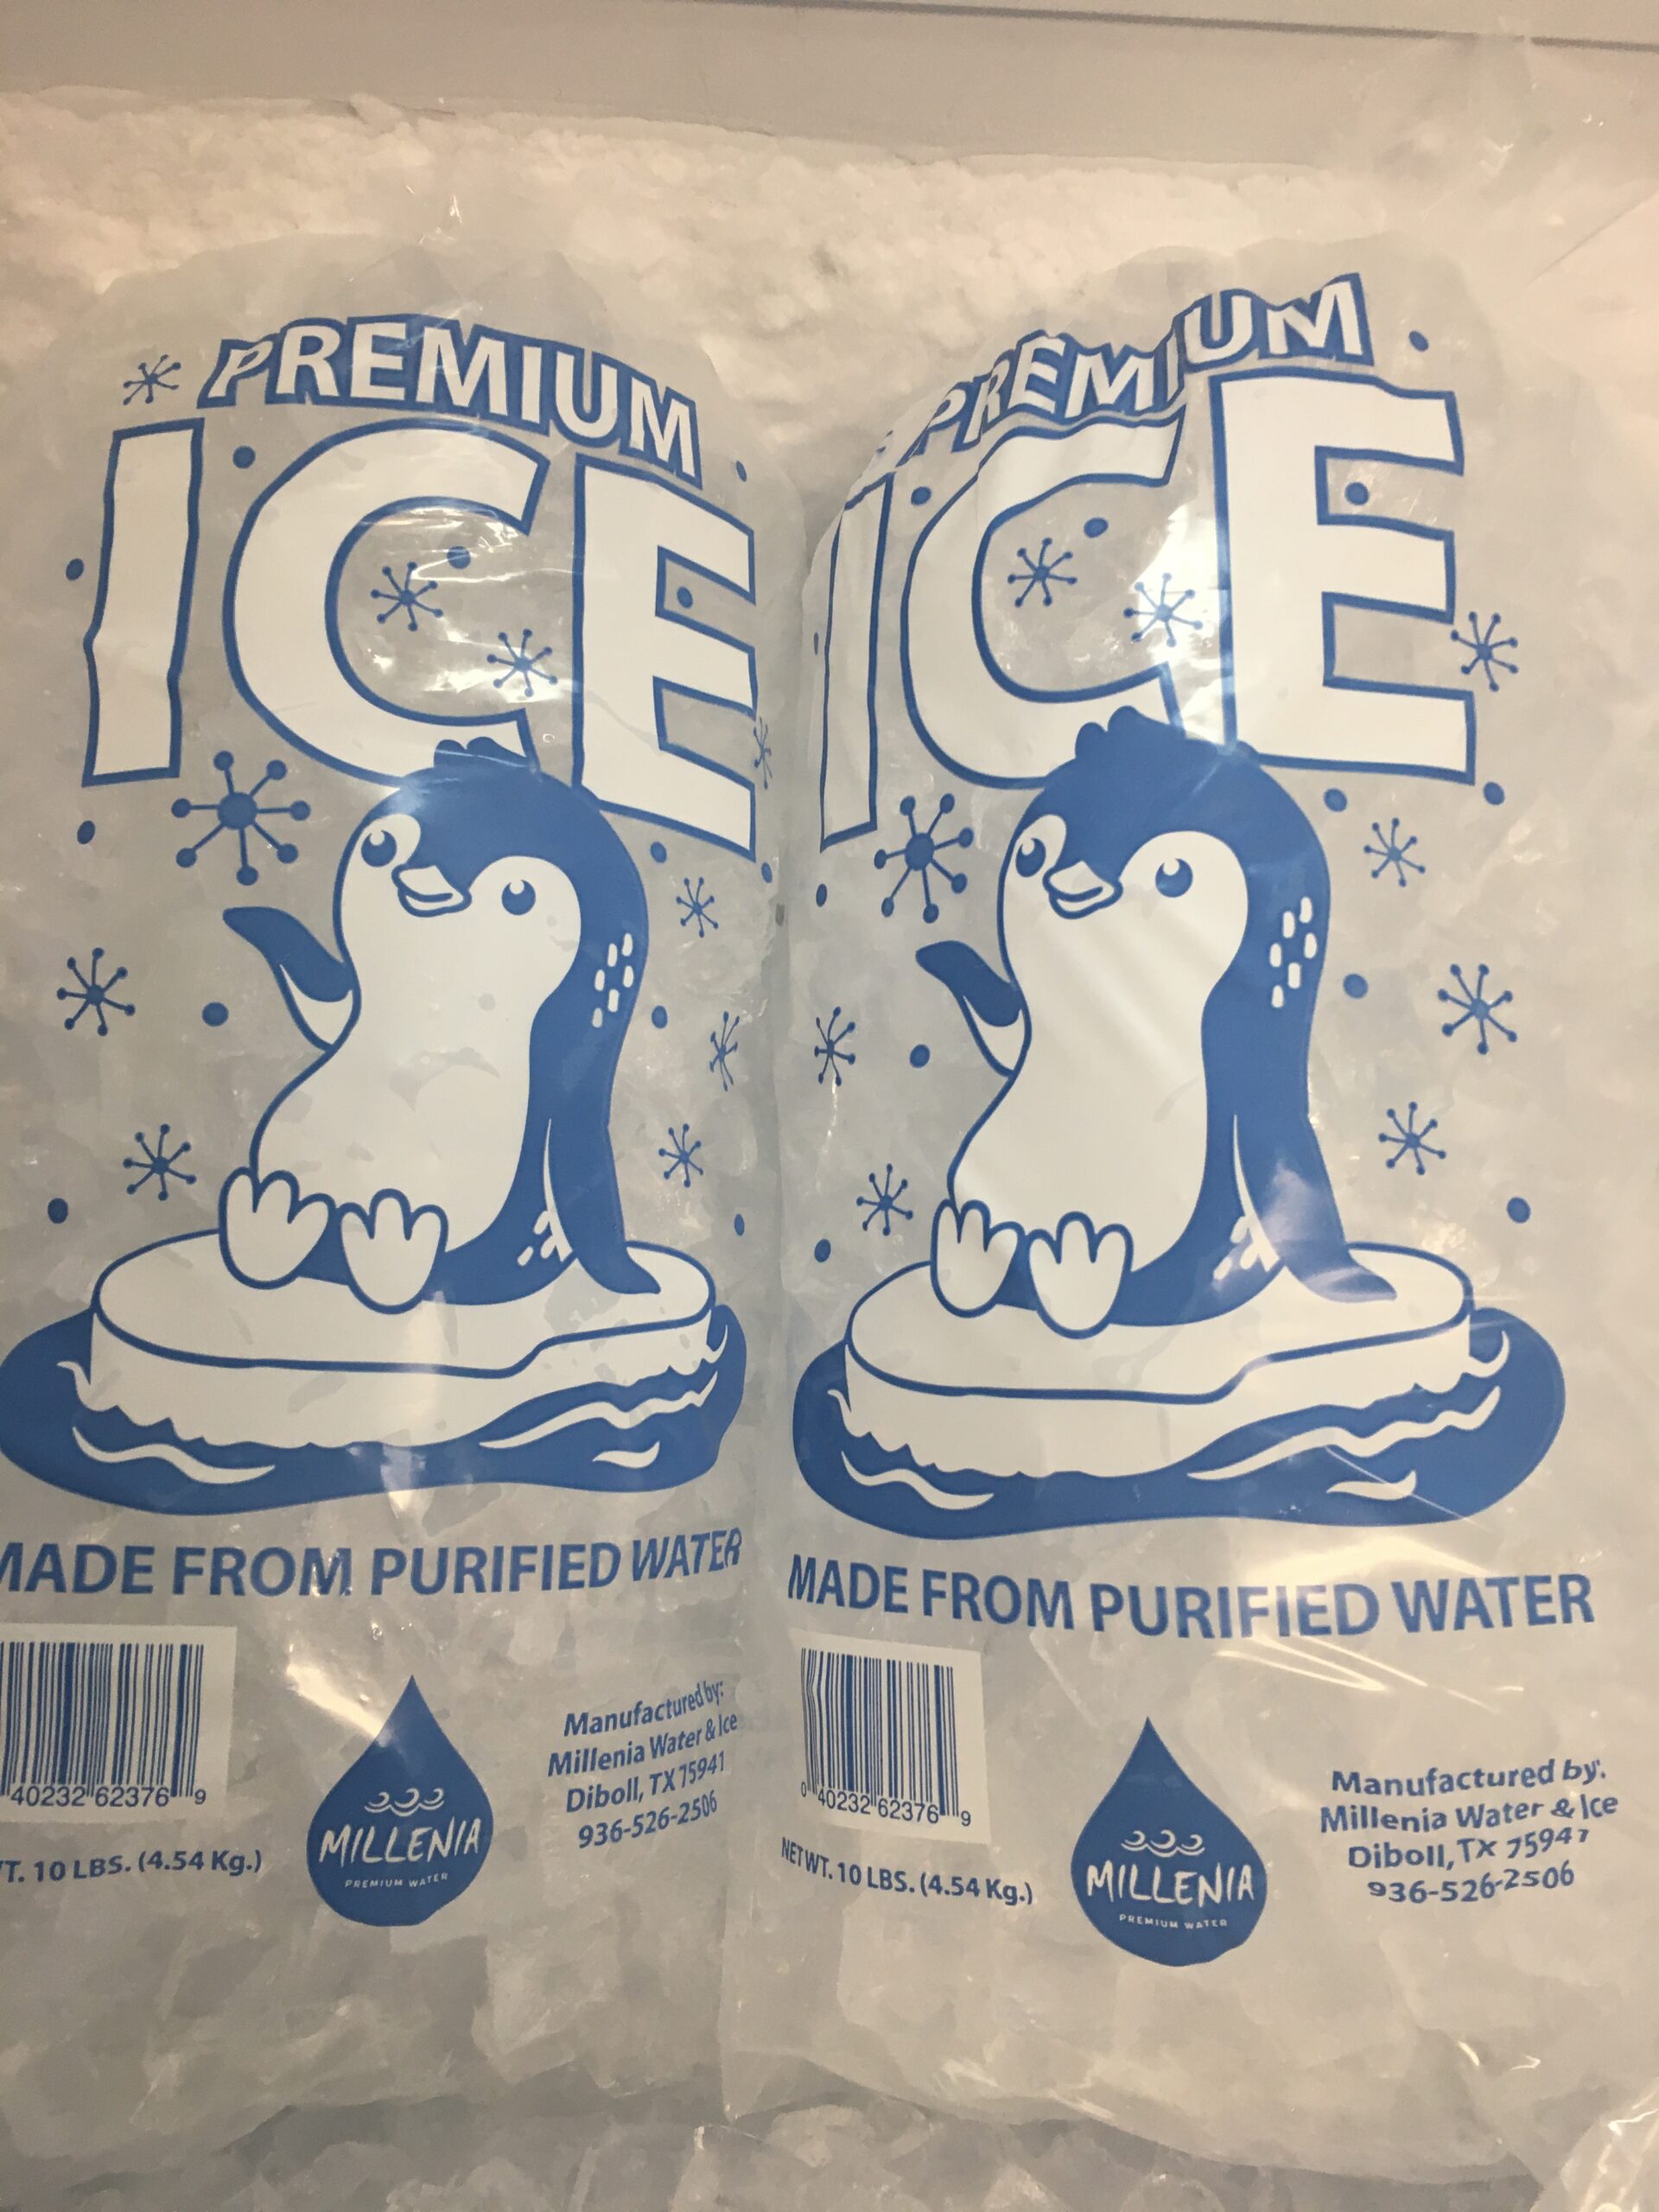 PREMIUM
ICE
MADE FROM PURIFIED WATER
40232 62376 9
T. 10 LBS. (4.54 Kg.)
MILLENIA
PREMIUM WATER
Manufactured by:
Millenia Water & Ice
Diboll, TX 75941
936-526-2506
PREMIUM
ICE
MADE FROM PURIFIED WATER
0 40232 62376 9
NET WT. 10 LBS. (4.54 Kg.)
MILLENIA
PREMIUM WATER
Manufactured by:
Millenia Water & Ice
Diboll, TX 75941
936-526-2506